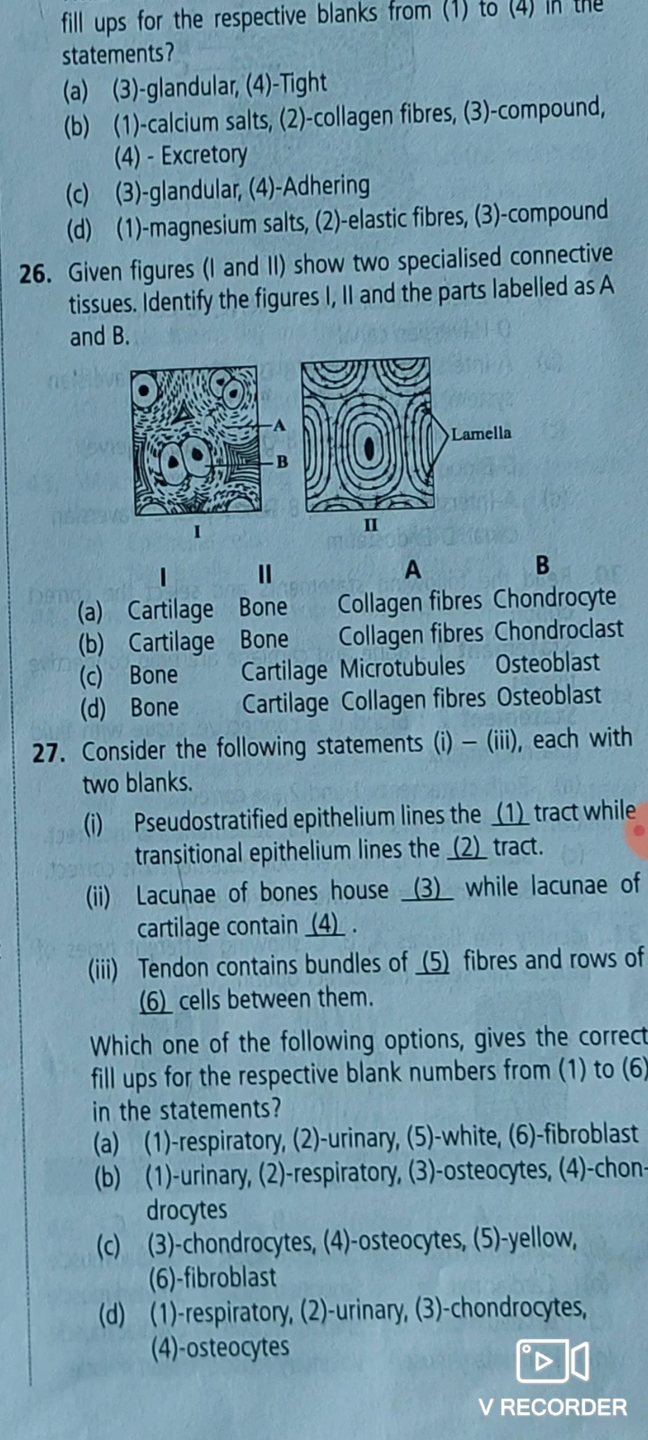 fill ups for the respective blanks from (1) to (4) in the
statements?
(a) (3)-glandular, (4)-Tight
(b) (1)-calcium salts, (2)-collagen fibres, (3)-compound,
(4) - Excretory
(c) (3)-glandular, (4)-Adhering
(d) (1)-magnesium salts, (2)-elastic fibres, (3)-compound
26. Given figures (I and II) show two specialised connective
tissues. Identify the figures I, II and the parts labelled as A
and B.
A
B
Lamella
I II
I II A B
(a) Cartilage Bone Collagen fibres Chondrocyte
(b) Cartilage Bone Collagen fibres Chondroclast
(c) Bone Cartilage Microtubules Osteoblast
(d) Bone Cartilage Collagen fibres Osteoblast
27. Consider the following statements (i) – (iii), each with
two blanks.
(i) Pseudostratified epithelium lines the (1) tract while
transitional epithelium lines the (2) tract.
(ii) Lacunae of bones house (3) while lacunae of
cartilage contain (4) .
(iii) Tendon contains bundles of (5) fibres and rows of
(6) cells between them.
Which one of the following options, gives the correct
fill ups for the respective blank numbers from (1) to (6)
in the statements?
(a) (1)-respiratory, (2)-urinary, (5)-white, (6)-fibroblast
(b) (1)-urinary, (2)-respiratory, (3)-osteocytes, (4)-chon-
drocytes
(c) (3)-chondrocytes, (4)-osteocytes, (5)-yellow,
(6)-fibroblast
(d) (1)-respiratory, (2)-urinary, (3)-chondrocytes,
(4)-osteocytes
V RECORDER